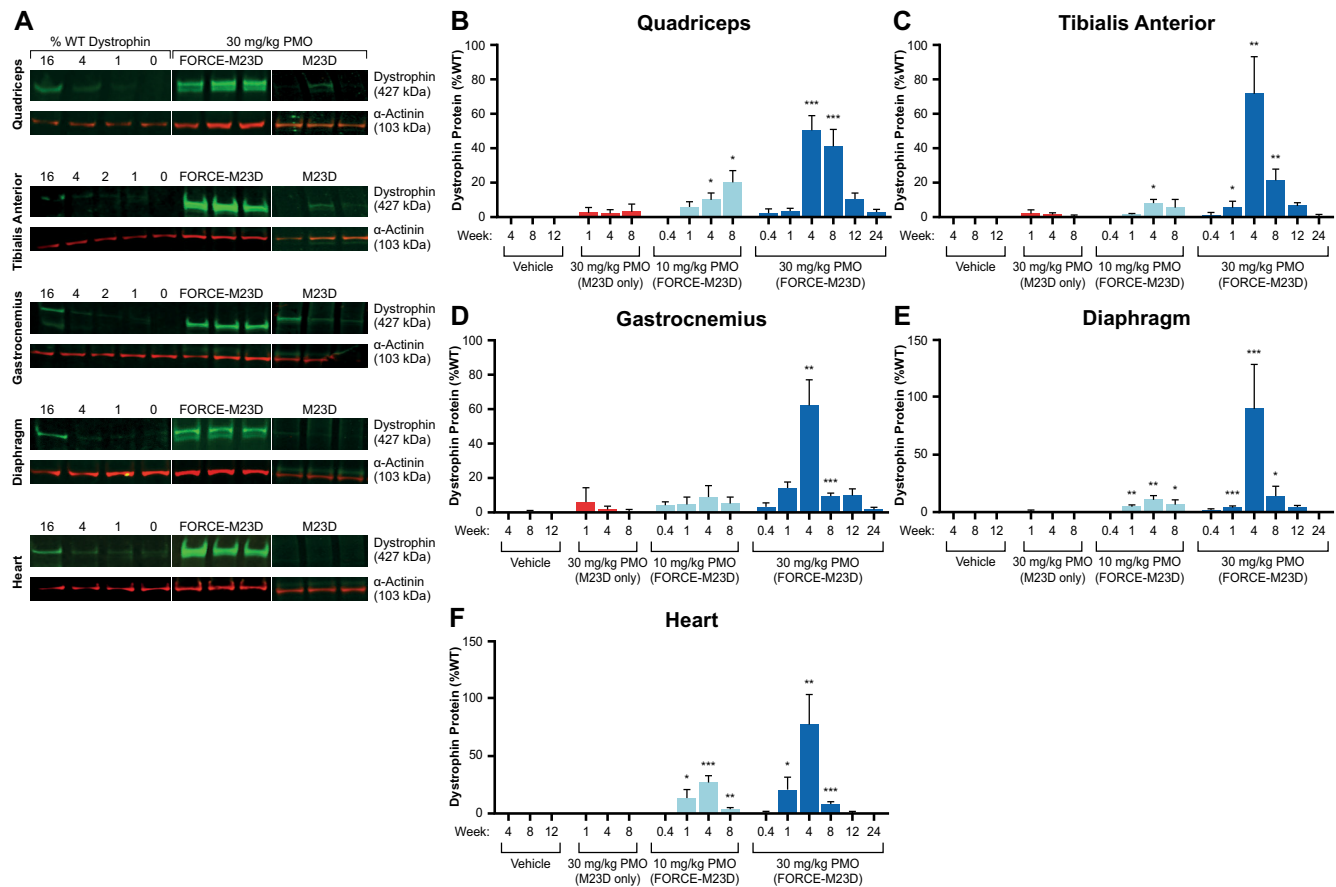 A
% WT Dystrophin
30 mg/kg PMO
Quadriceps
16 4 1 0 FORCE-M23D M23D
Dystrophin
(427 kDa)
α-Actinin
(103 kDa)
Tibialis Anterior
16 4 2 1 0 FORCE-M23D M23D
Dystrophin
(427 kDa)
α-Actinin
(103 kDa)
Gastrocnemius
16 4 2 1 0 FORCE-M23D M23D
Dystrophin
(427 kDa)
α-Actinin
(103 kDa)
Diaphragm
16 4 1 0 FORCE-M23D M23D
Dystrophin
(427 kDa)
α-Actinin
(103 kDa)
Heart
16 4 1 0 FORCE-M23D M23D
Dystrophin
(427 kDa)
α-Actinin
(103 kDa)
B
Quadriceps
Dystrophin Protein (%WT)
100
80
60
40
20
0
* * *** ***
Week: 4 8 12 1 4 8 0.4 1 4 8 0.4 1 4 8 12 24
Vehicle
30 mg/kg PMO
(M23D only)
10 mg/kg PMO
(FORCE-M23D)
30 mg/kg PMO
(FORCE-M23D)
C
Tibialis Anterior
Dystrophin Protein (%WT)
100
80
60
40
20
0
* * ** **
Week: 4 8 12 1 4 8 0.4 1 4 8 0.4 1 4 8 12 24
Vehicle
30 mg/kg PMO
(M23D only)
10 mg/kg PMO
(FORCE-M23D)
30 mg/kg PMO
(FORCE-M23D)
D
Gastrocnemius
Dystrophin Protein (%WT)
100
80
60
40
20
0
** ***
Week: 4 8 12 1 4 8 0.4 1 4 8 0.4 1 4 8 12 24
Vehicle
30 mg/kg PMO
(M23D only)
10 mg/kg PMO
(FORCE-M23D)
30 mg/kg PMO
(FORCE-M23D)
E
Diaphragm
Dystrophin Protein (%WT)
150
100
50
0
** ** * *** *** *
Week: 4 8 12 1 4 8 0.4 1 4 8 0.4 1 4 8 12 24
Vehicle
30 mg/kg PMO
(M23D only)
10 mg/kg PMO
(FORCE-M23D)
30 mg/kg PMO
(FORCE-M23D)
F
Heart
Dystrophin Protein (%WT)
150
100
50
0
* *** ** * ** ***
Week: 4 8 12 1 4 8 0.4 1 4 8 0.4 1 4 8 12 24
Vehicle
30 mg/kg PMO
(M23D only)
10 mg/kg PMO
(FORCE-M23D)
30 mg/kg PMO
(FORCE-M23D)